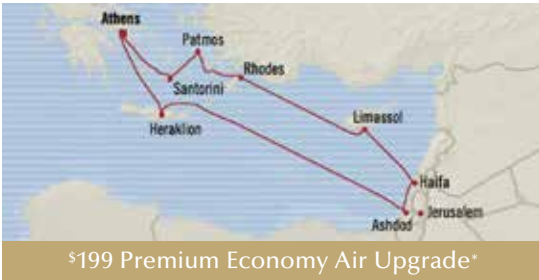 Athens
Patmos
Rhodes
Santorini
Heraklion
Limassol
Haifa
Jerusalem
Ashdod
$199 Premium Economy Air Upgrade*